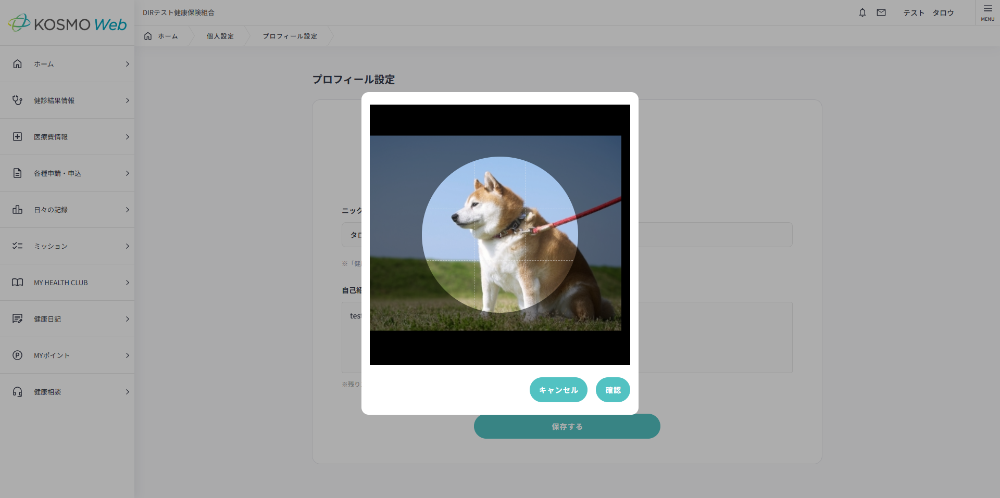 KOSMO Web
DIRテスト健康保険組合
テスト タロウ
MENU
ホーム
個人設定
プロフィール設定
ホーム
健診結果情報
医療費情報
各種申請・申込
日々の記録
ミッション
MY HEALTH CLUB
健康日記
MYポイント
健康相談
プロフィール設定
ニック
タロ
※「健
自己紹
test
※残り
キャンセル
確認
保存する